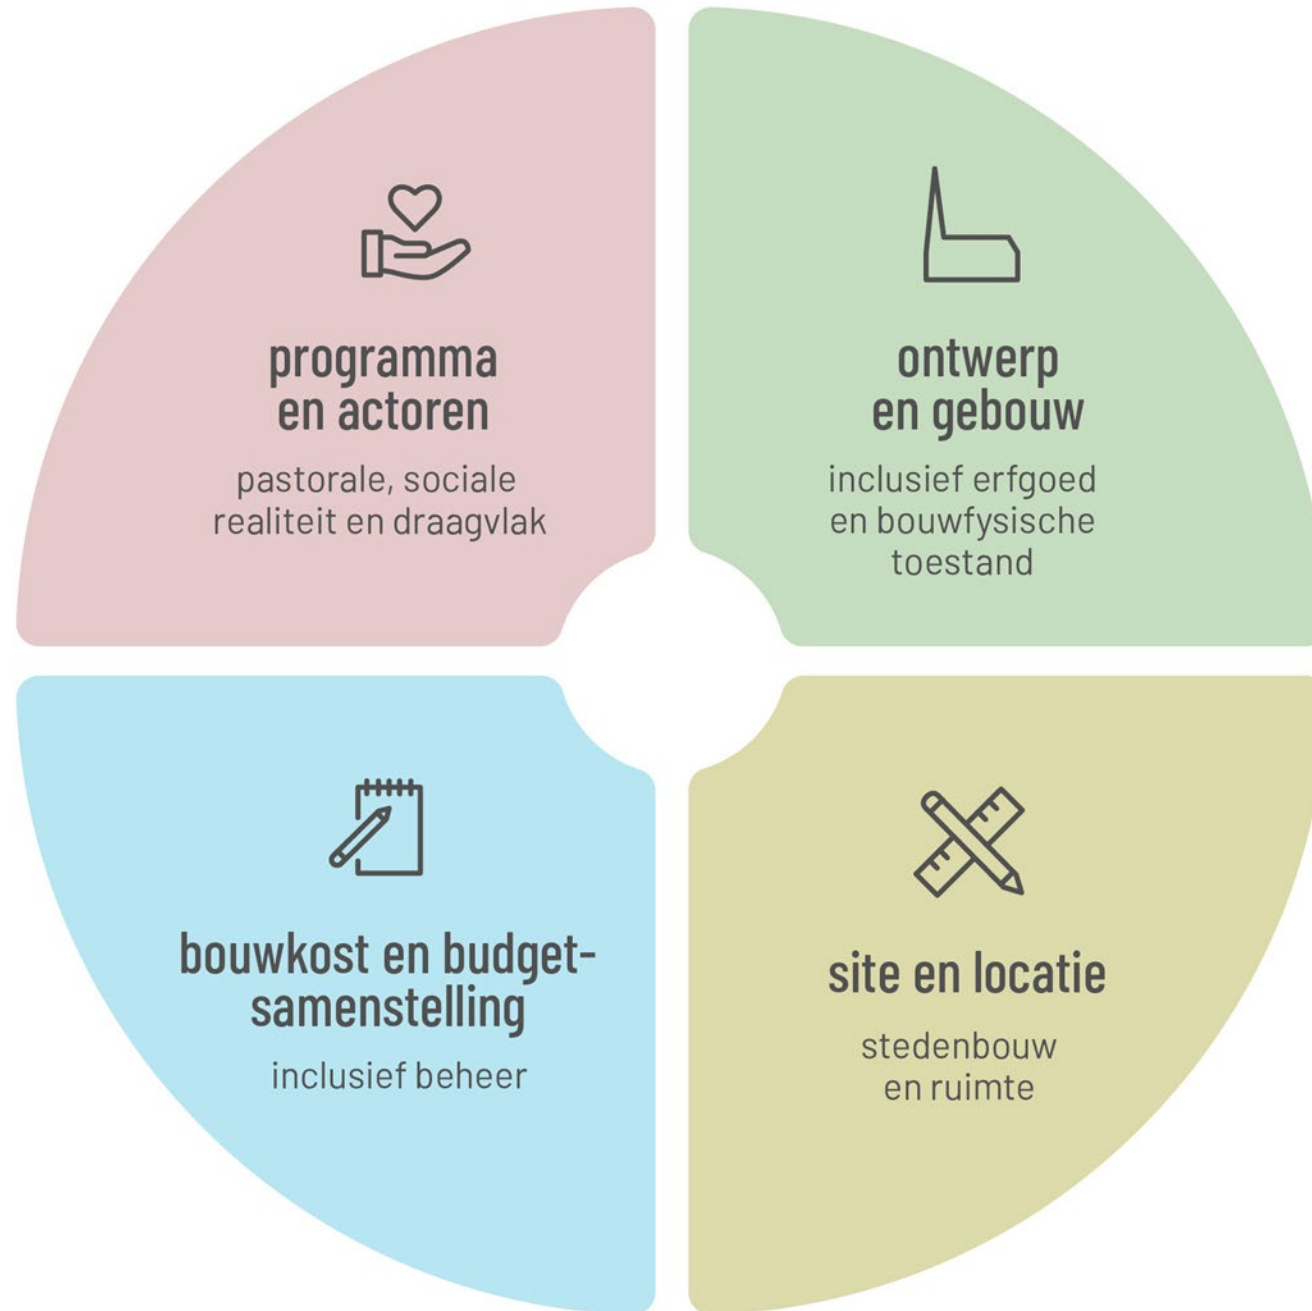 programma
en actoren
pastorale, sociale
realiteit en draagvlak
ontwerp
en gebouw
inclusief erfgoed
en bouwfysische
toestand
bouwkost en budget-
samenstelling
inclusief beheer
site en locatie
stedenbouw
en ruimte